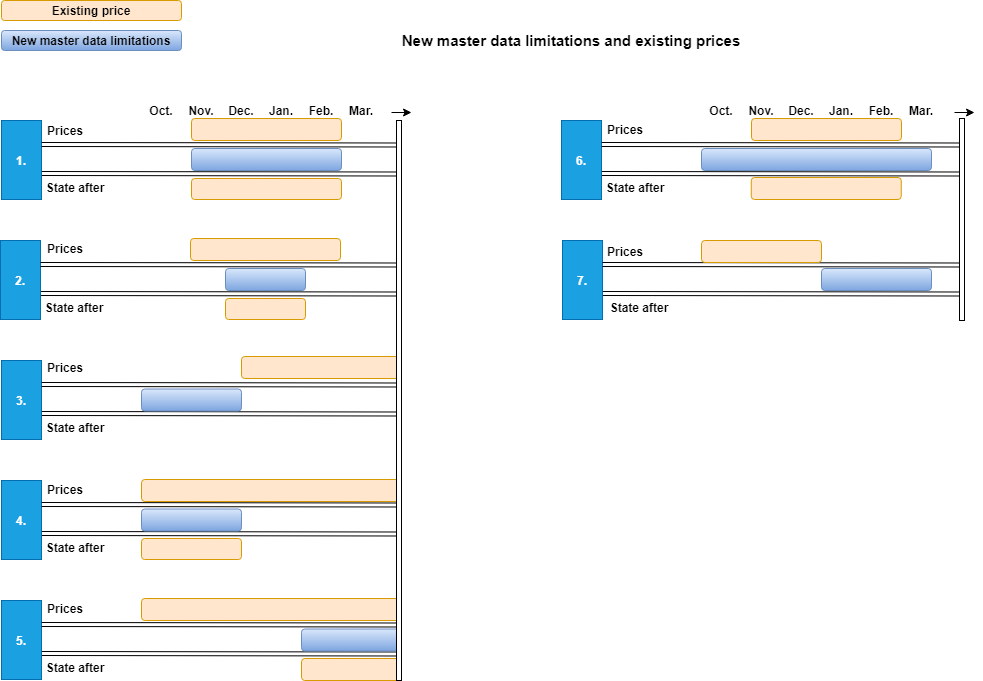 Existing price
New master data limitations
New master data limitations and existing prices
Oct. Nov. Dec. Jan. Feb. Mar.
1.
Prices
State after
2.
Prices
State after
3.
Prices
State after
4.
Prices
State after
5.
Prices
State after
Oct. Nov. Dec. Jan. Feb. Mar.
6.
Prices
State after
7.
Prices
State after